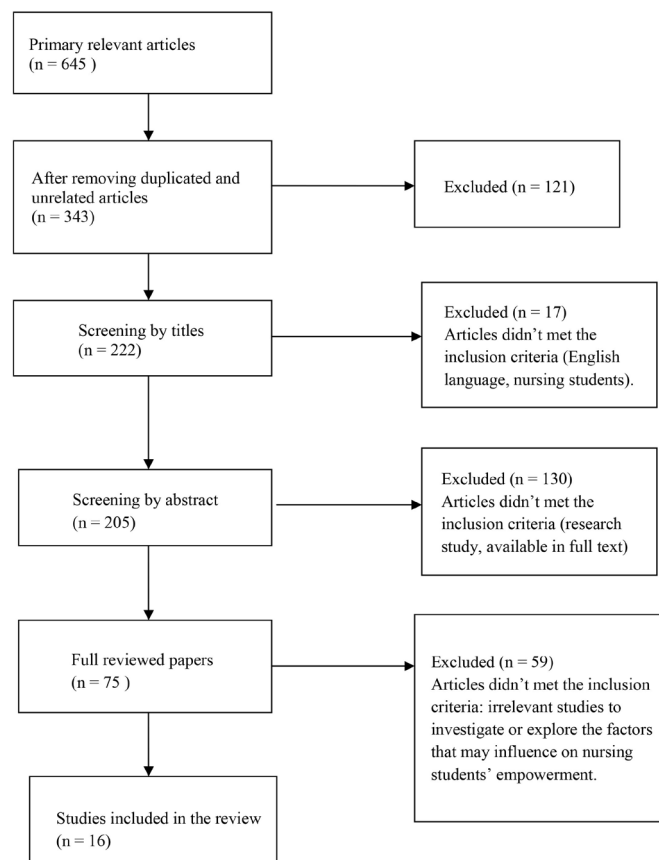 Primary relevant articles
(n = 645 )
After removing duplicated and
unrelated articles
(n = 343)
Excluded (n = 121)
Screening by titles
(n = 222)
Excluded (n = 17)
Articles didn’t met the
inclusion criteria (English
language, nursing students).
Screening by abstract
(n = 205)
Excluded (n = 130)
Articles didn’t met the
inclusion criteria (research
study, available in full text)
Full reviewed papers
(n = 75 )
Excluded (n = 59)
Articles didn’t met the inclusion
criteria: irrelevant studies to
investigate or explore the factors
that may influence on nursing
students’ empowerment.
Studies included in the review
(n = 16)